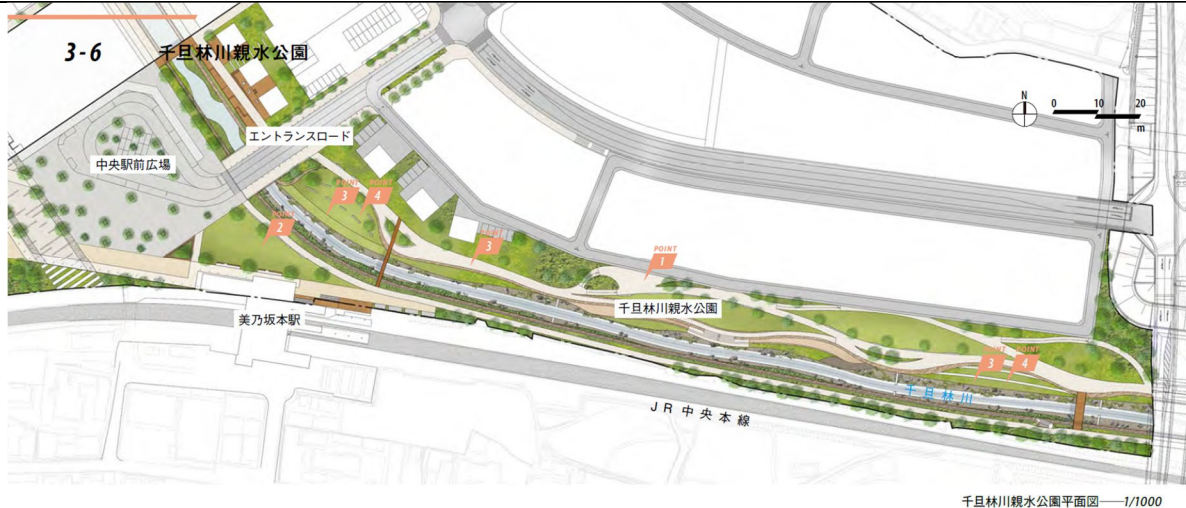 3-6 千旦林川親水公園
エントランスロード
中央駅前広場
N
0 10 20
m
POINT
3
POINT
4
POINT
2
POINT
3
POINT
1
千旦林川親水公園
美乃坂本駅
POINT
3
POINT
4
千旦林川
JR中央本線
千旦林川親水公園平面図──1/1000